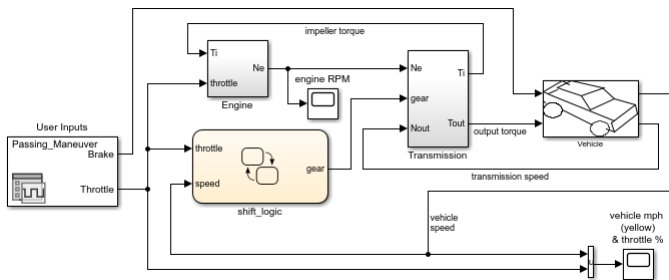 impeller torque
Ti
Ne
throttle
Engine
engine RPM
Ne
Ti
gear
Nout
Tout
Transmission
output torque
Vehicle
transmission speed
User Inputs
Passing_Maneuver
Brake
Throttle
throttle
gear
speed
shift_logic
vehicle
speed
vehicle mph
(yellow)
& throttle %